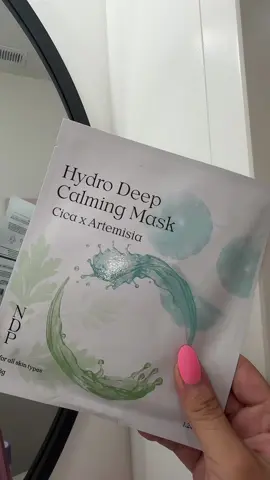 Hydro Deep
Calming Mask
Cica x Artemisia
NDP
for all skin types